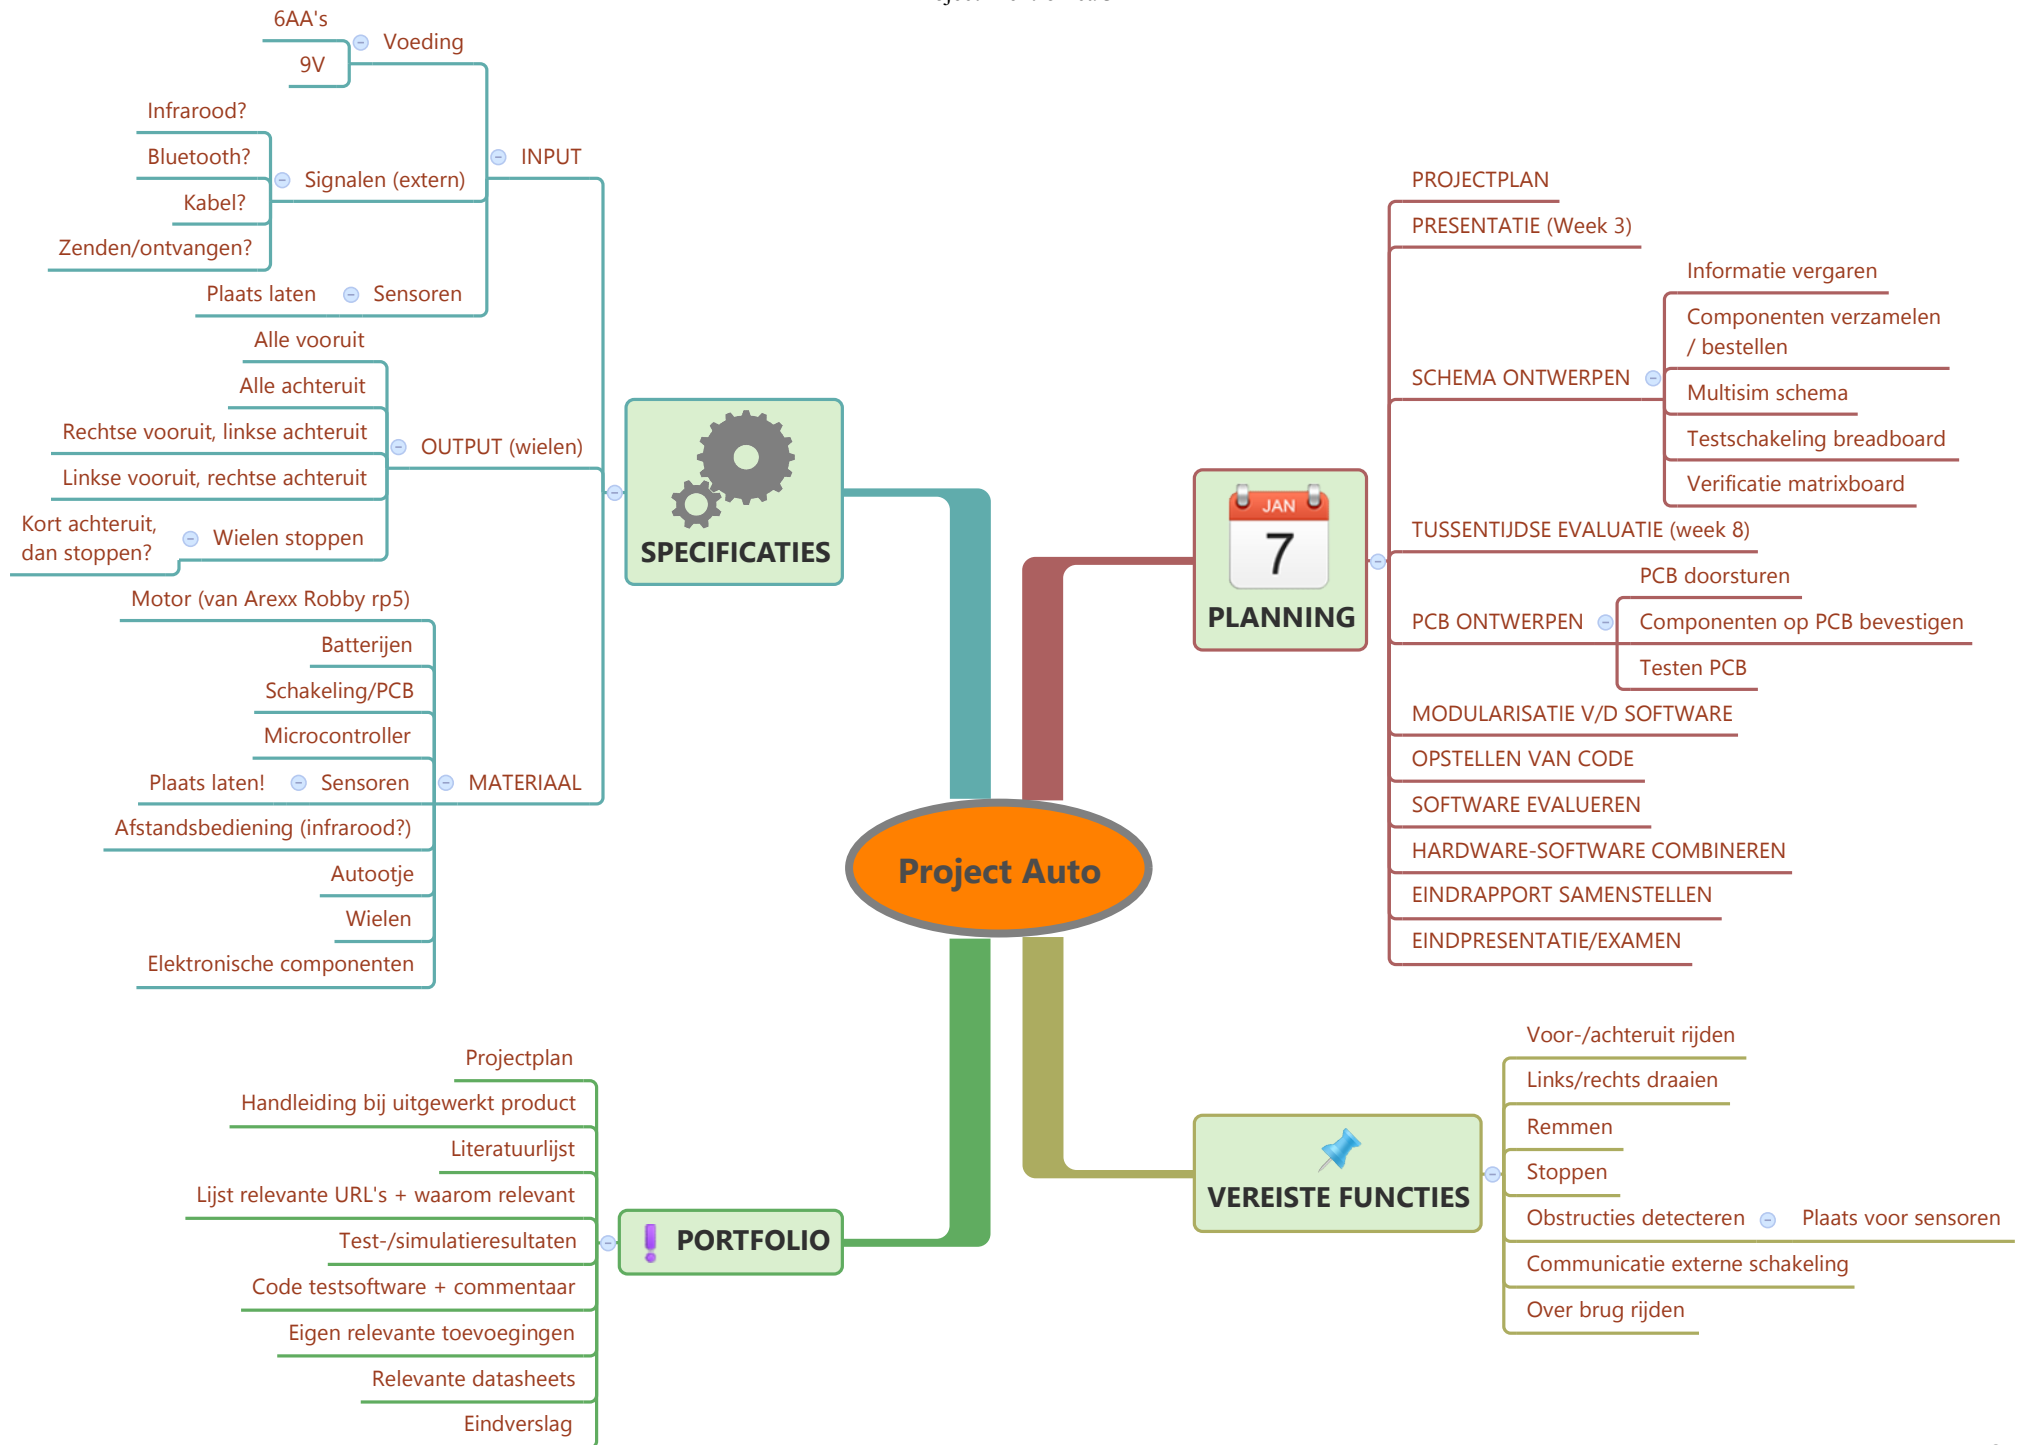 6AA's
9V
Voeding
Infrarood?
Bluetooth?
Kabel?
Zenden/ontvangen?
Signalen (extern)
Plaats laten
Sensoren
INPUT
Alle vooruit
Alle achteruit
Rechtse vooruit, linkse achteruit
Linkse vooruit, rechtse achteruit
Kort achteruit,
dan stoppen?
Wielen stoppen
OUTPUT (wielen)
Motor (van Arexx Robby rp5)
Batterijen
Schakeling/PCB
Microcontroller
Plaats laten!
Sensoren
Afstandsbediening (infrarood?)
Autootje
Wielen
Elektronische componenten
MATERIAAL
SPECIFICATIES
JAN
7
PLANNING
PROJECTPLAN
PRESENTATIE (Week 3)
SCHEMA ONTWERPEN
Informatie vergaren
Componenten verzamelen
/ bestellen
Multisim schema
Testschakeling breadboard
Verificatie matrixboard
TUSSENTIJDSE EVALUATIE (week 8)
PCB ONTWERPEN
PCB doorsturen
Componenten op PCB bevestigen
Testen PCB
MODULARISATIE V/D SOFTWARE
OPSTELLEN VAN CODE
SOFTWARE EVALUEREN
HARDWARE-SOFTWARE COMBINEREN
EINDRAPPORT SAMENSTELLEN
EINDPRESENTATIE/EXAMEN
Project Auto
Projectplan
Handleiding bij uitgewerkt product
Literatuurlijst
Lijst relevante URL's + waarom relevant
Test-/simulatieresultaten
Code testsoftware + commentaar
Eigen relevante toevoegingen
Relevante datasheets
Eindverslag
PORTFOLIO
VEREISTE FUNCTIES
Voor-/achteruit rijden
Links/rechts draaien
Remmen
Stoppen
Obstructies detecteren
Plaats voor sensoren
Communicatie externe schakeling
Over brug rijden